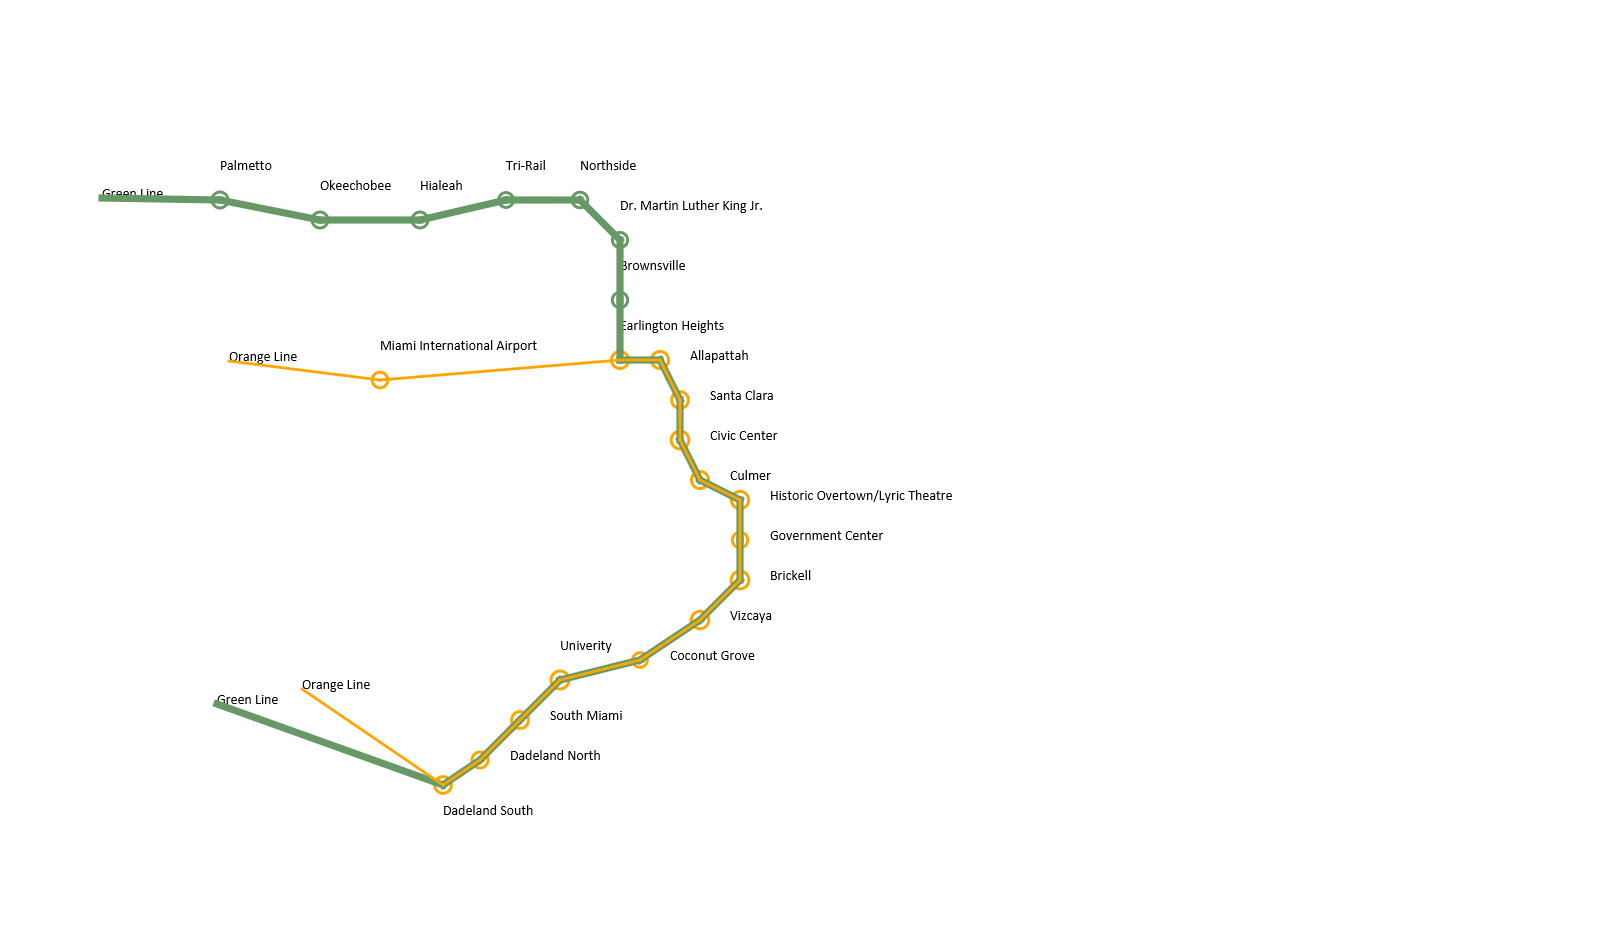 Palmetto
Tri-Rail
Northside
Okeechobee
Hialeah
Green Line
Dr. Martin Luther King Jr.
Brownsville
Earlington Heights
Miami International Airport
Orange Line
Allapattah
Santa Clara
Civic Center
Culmer
Historic Overtown/Lyric Theatre
Government Center
Brickell
Vizcaya
Univerity
Coconut Grove
Orange Line
Green Line
South Miami
Dadeland North
Dadeland South